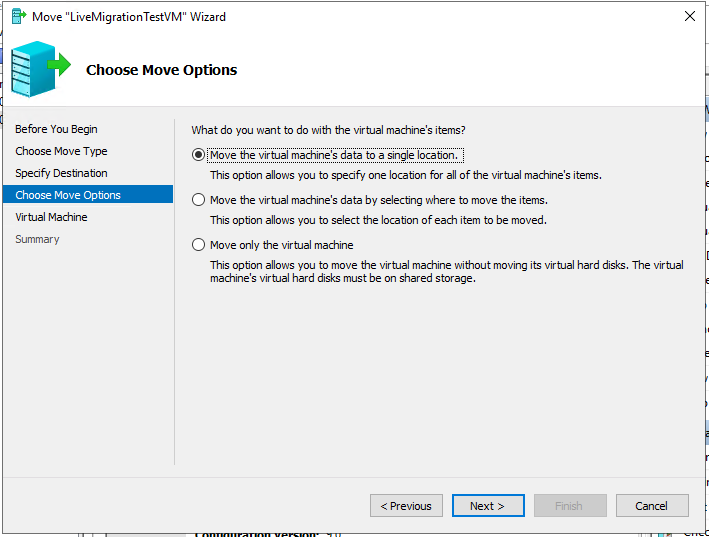 Move "LiveMigrationTestVM" Wizard
Choose Move Options
Before You Begin
Choose Move Type
Specify Destination
Choose Move Options
Virtual Machine
Summary
What do you want to do with the virtual machine's items?
Move the virtual machine's data to a single location.
This option allows you to specify one location for all of the virtual machine's items.
Move the virtual machine's data by selecting where to move the items.
This option allows you to select the location of each item to be moved.
Move only the virtual machine
This option allows you to move the virtual machine without moving its virtual hard disks. The virtual
machine's virtual hard disks must be on shared storage.
< Previous
Next >
Finish
Cancel
Configuration Version: